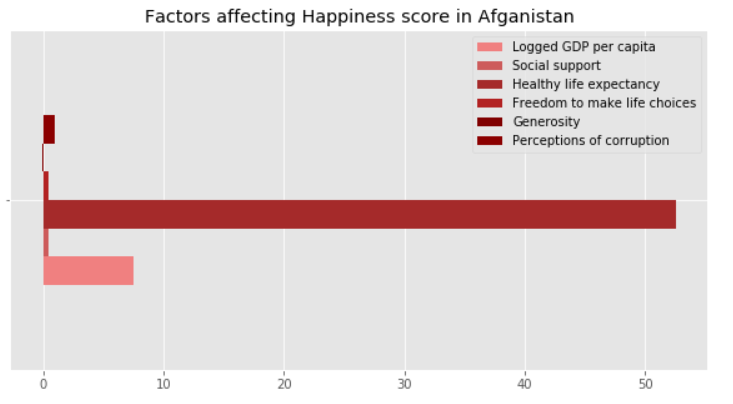 Factors affecting Happiness score in Afganistan
Logged GDP per capita
Social support
Healthy life expectancy
Freedom to make life choices
Generosity
Perceptions of corruption
0 10 20 30 40 50